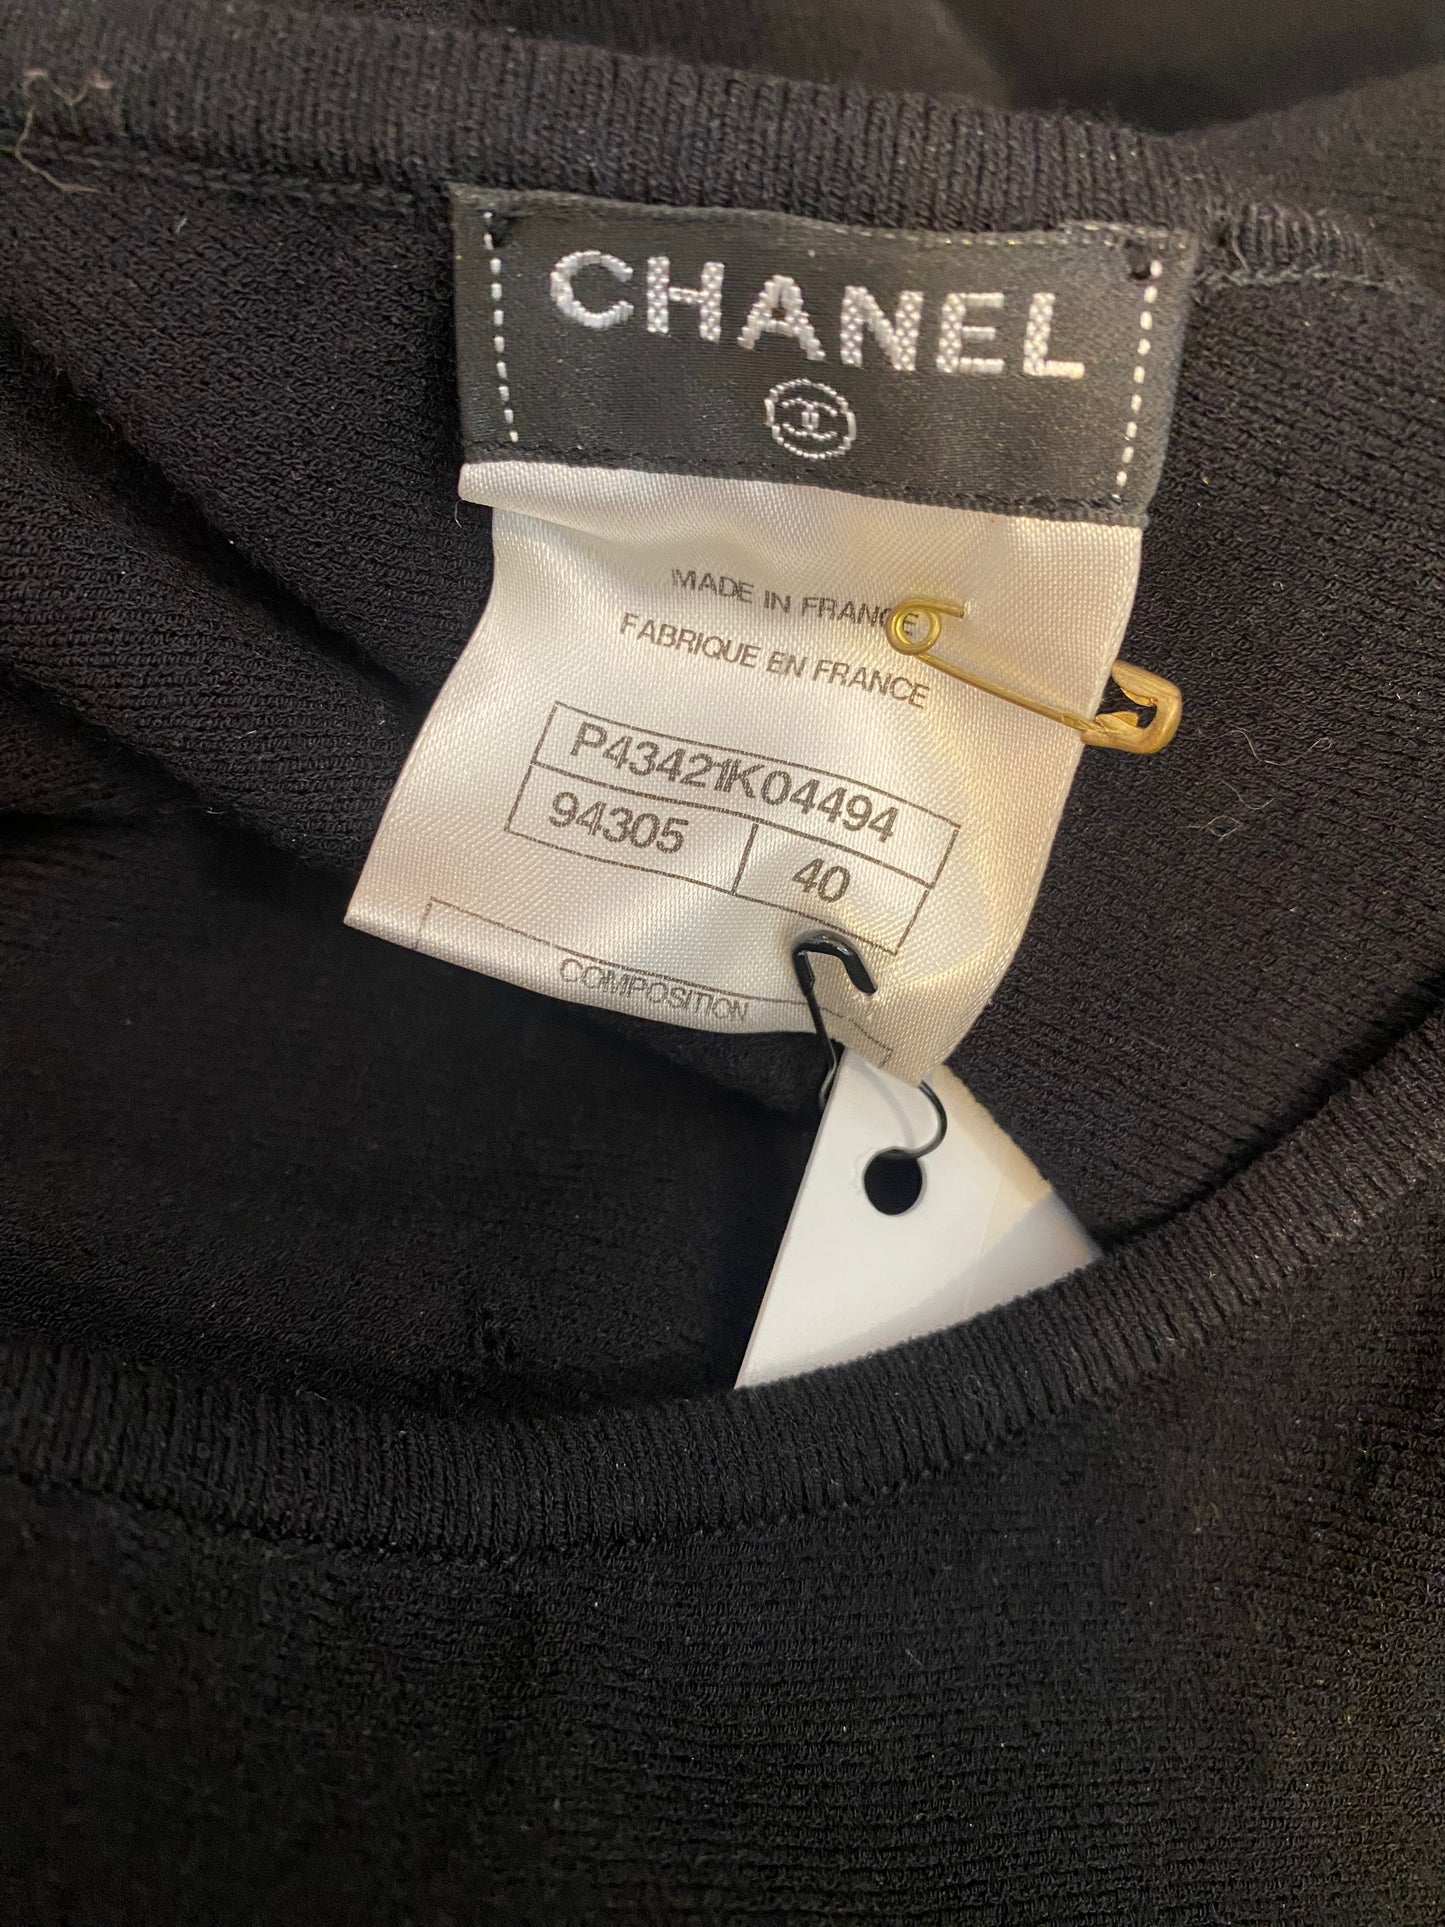 CHANEL
MADE IN FRANCE
FABRIQUE EN FRANCE
P43421K04494
94305 40
COMPOSITION